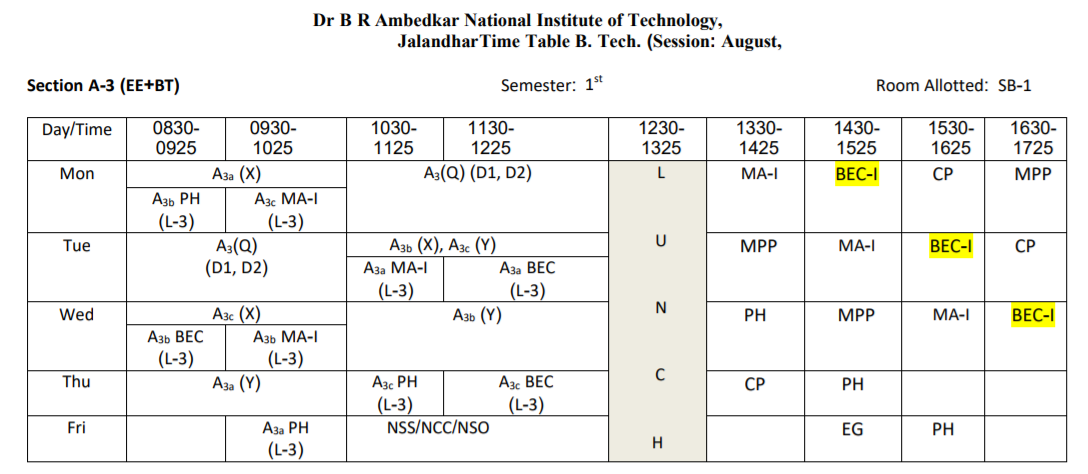 Dr B R Ambedkar National Institute of Technology,
JalandharTime Table B. Tech. (Session: August,
Section A-3 (EE+BT) Semester: 1st Room Allotted: SB-1
Day/Time 0830- 0930- 1030- 1130- 1230- 1330- 1430- 1530- 1630-
0925 1025 1125 1225 1325 1425 1525 1625 1725
Mon A3a (X) A3(Q) (D1, D2) L MA-I BEC-I CP MPP
A3b PH A3c MA-I
(L-3) (L-3)
Tue A3(Q) A3b (X), A3c (Y) U MPP MA-I BEC-I CP
(D1, D2) A3a MA-I A3a BEC
(L-3) (L-3)
Wed A3c (X) A3b (Y) N PH MPP MA-I BEC-I
A3b BEC A3b MA-I
(L-3) (L-3)
Thu A3a (Y) A3c PH A3c BEC C CP PH
(L-3) (L-3)
Fri A3a PH NSS/NCC/NSO H EG PH
(L-3)